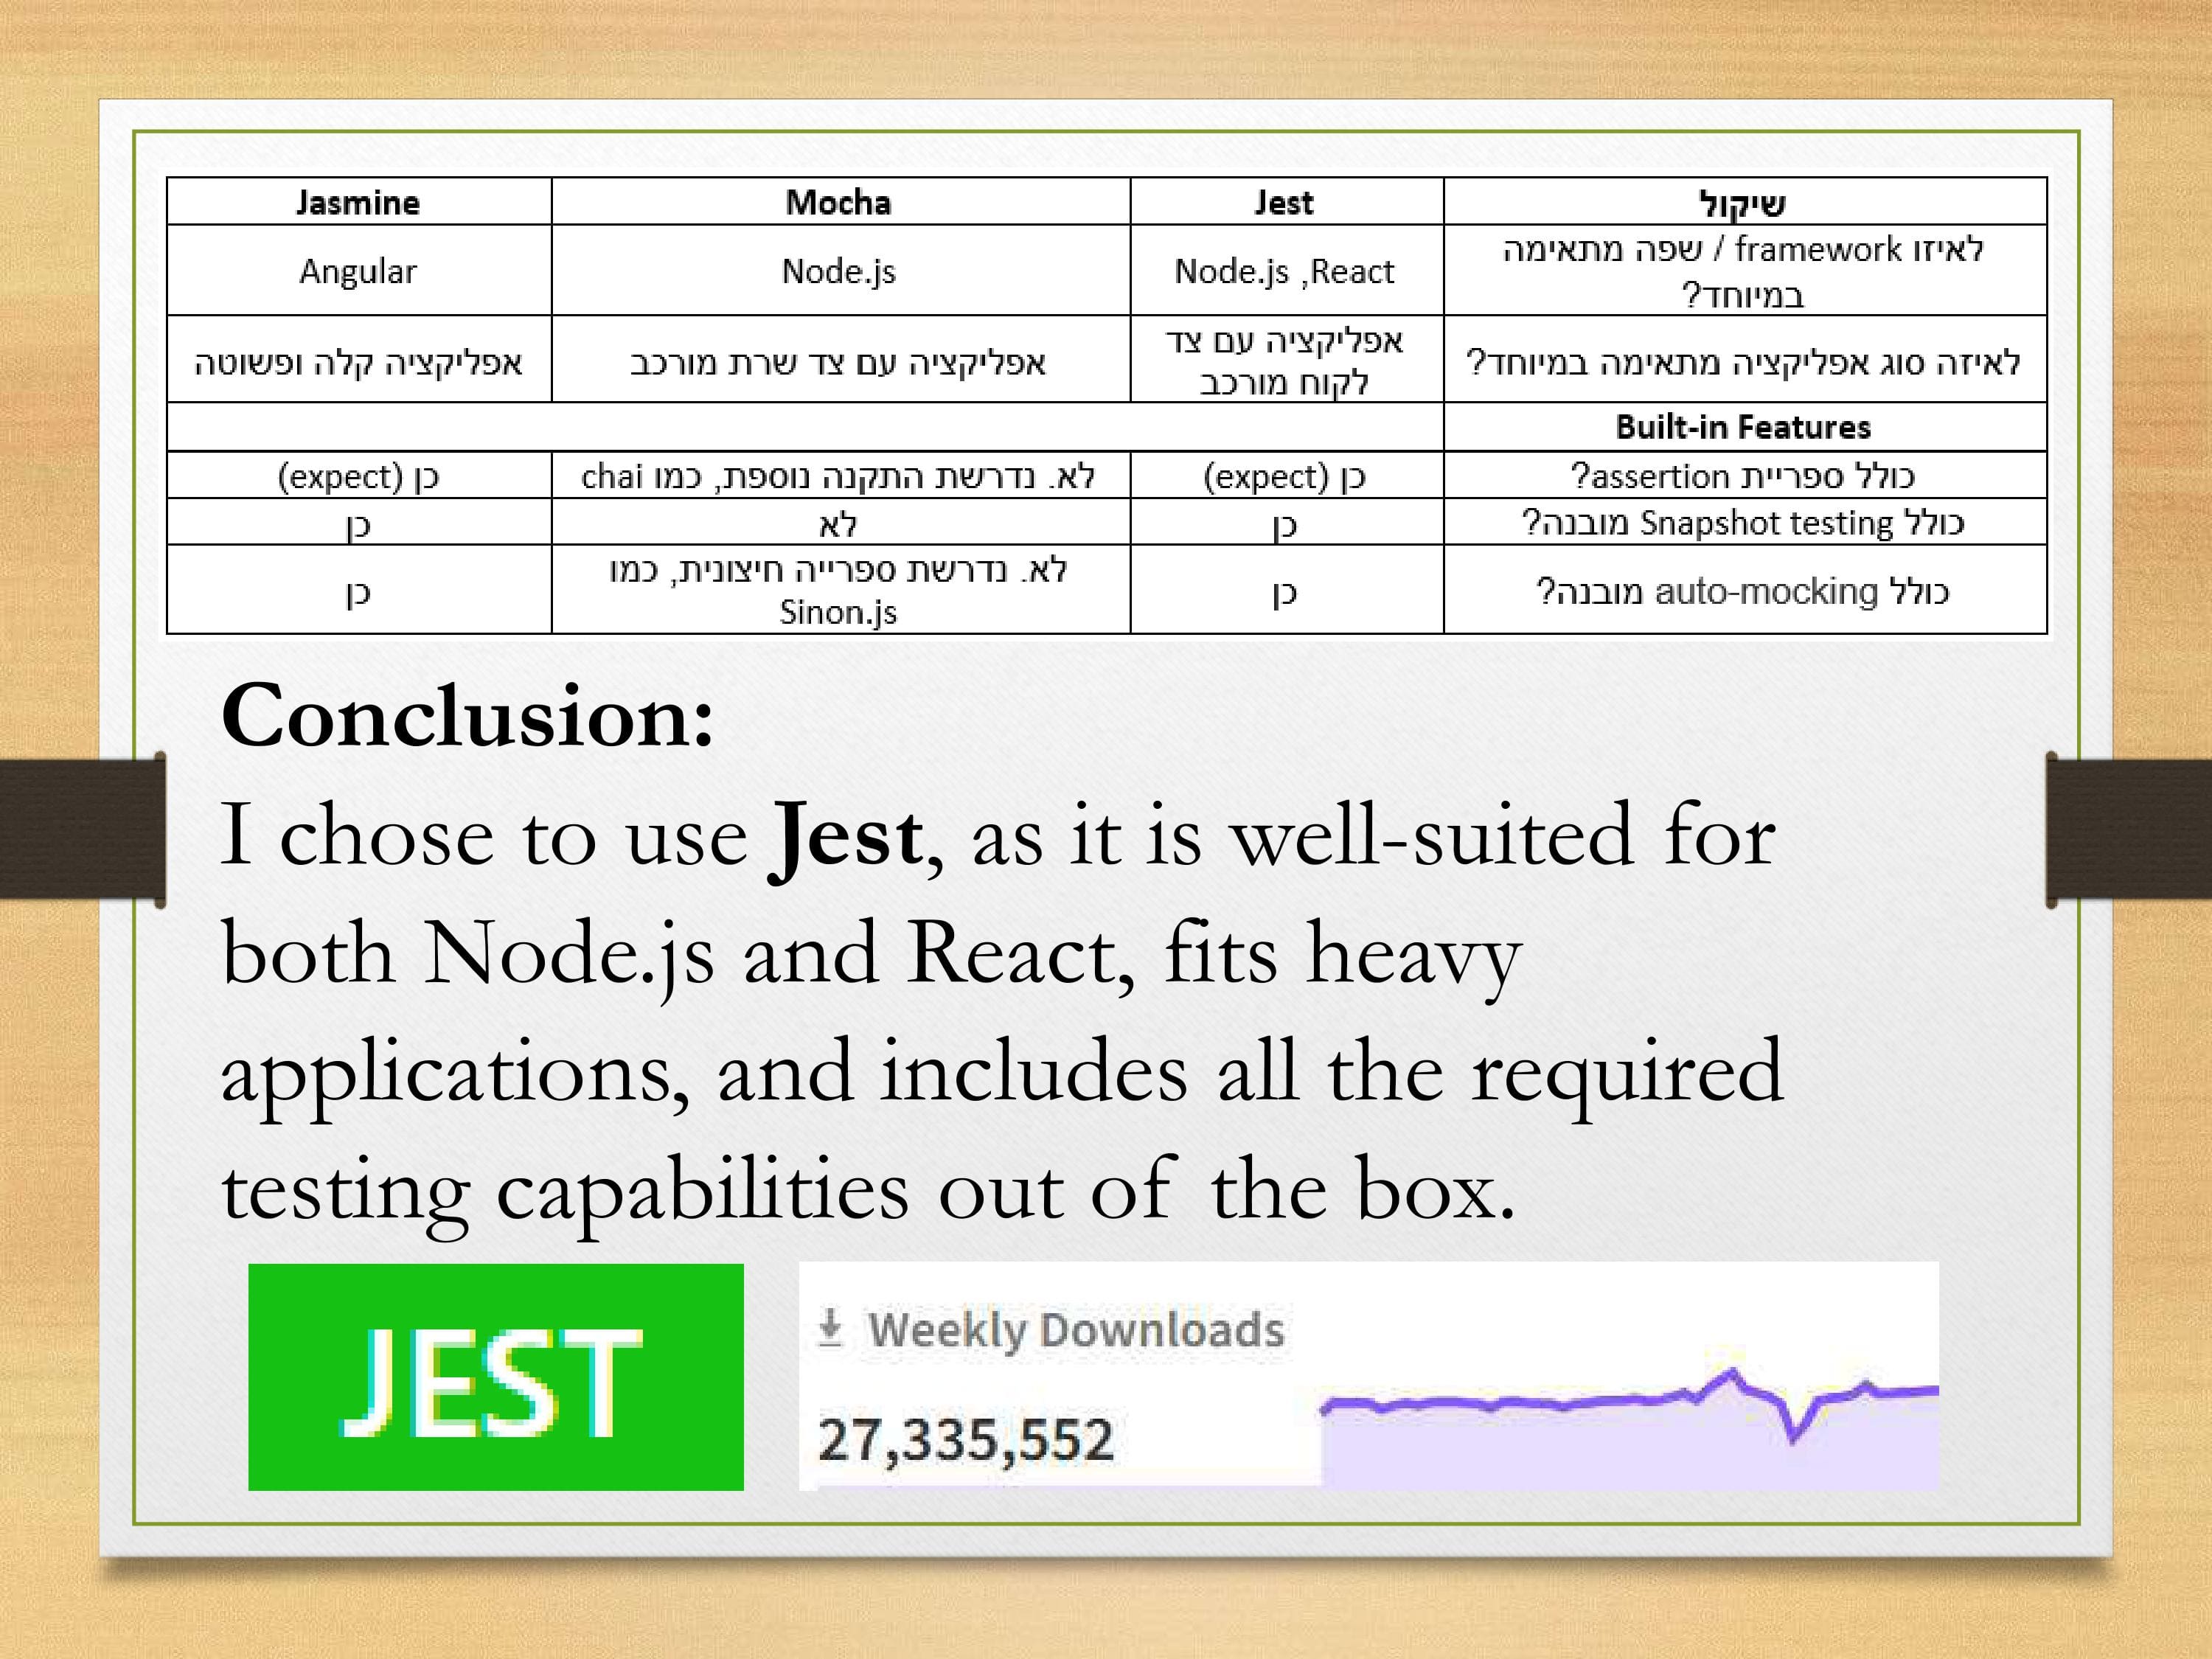 שיקול Jest Mocha Jasmine
לאיזו framework / שפה מתאימה
במיוחד?
Node.js ,React
Node.js
Angular
לאיזה סוג אפליקציה מתאימה במיוחד?
אפליקציה עם צד
לקוח מורכב
אפליקציה עם צד שרת מורכב
אפליקציה קלה ופשוטה
Built-in Features
כולל ספריית assertion?
כן (expect)
לא. נדרשת התקנה נוספת, כמו chai
כן (expect)
כולל Snapshot testing מובנה?
כן
לא
כן
כולל auto-mocking מובנה?
כן
לא. נדרשת ספרייה חיצונית, כמו
Sinon.js
כן
Conclusion:
I chose to use Jest, as it is well-suited for
both Node.js and React, fits heavy
applications, and includes all the required
testing capabilities out of the box.
JEST
Weekly Downloads
27,335,552